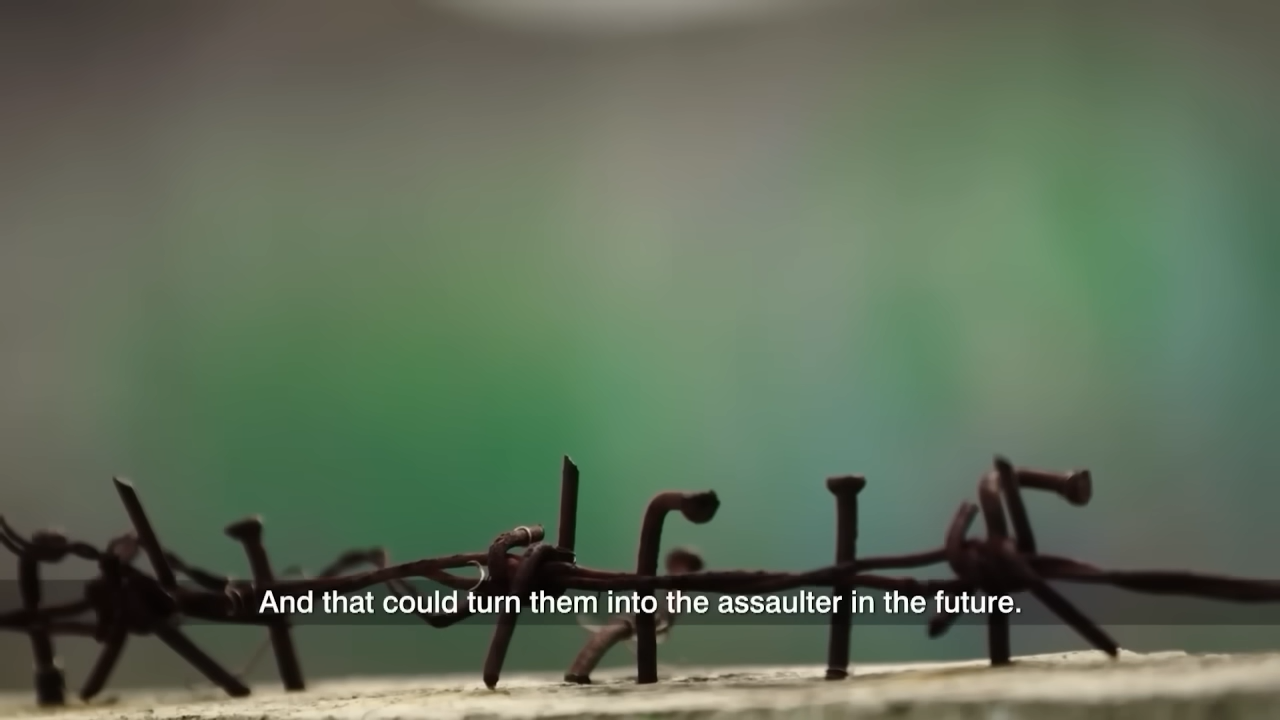 And that could turn them into the assaulter in the future.